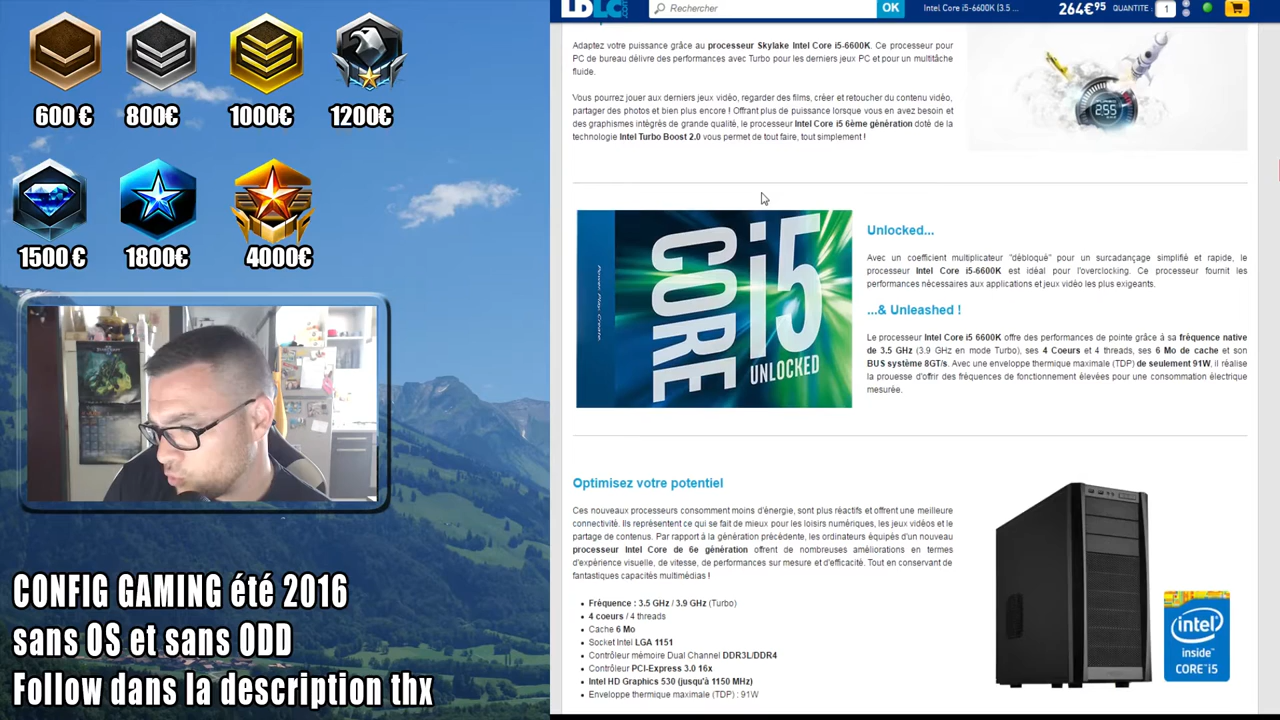 600€ 800€ 1000€ 1200€
1500€ 1800€ 4000€
CONFIG GAMING été 2016
sans OS et sans ODD
Follow dans la description thx
LDLC
Rechercher
OK
Intel Core i5-6600K [3.5 ...
264€95
QUANTITE :
1
Adaptez votre puissance grâce au processeur Skylake Intel Core i5-6600K. Ce processeur pour
PC de bureau délivre des performances avec Turbo pour les derniers jeux PC et pour un multitâche
fluide.
Vous pourrez jouer aux derniers jeux vidéo, regarder des films, créer et retoucher du contenu vidéo,
partager des photos et bien plus encore ! Offrant plus de puissance lorsque vous en avez besoin et
des graphismes intégrés de grande qualité, le processeur Intel Core i5 6ème génération doté de la
technologie Intel Turbo Boost 2.0 vous permet de tout faire, tout simplement !
255
Power. Play. Create.
CORE i5
UNLOCKED
Unlocked...
Avec un coefficient multiplicateur "débloqué" pour un surcadançage simplifié et rapide, le
processeur Intel Core i5-6600K est idéal pour l'overclocking. Ce processeur fournit les
performances nécessaires aux applications et jeux vidéo les plus exigeants.
...& Unleashed !
Le processeur Intel Core i5 6600K offre des performances de pointe grâce à sa fréquence native
de 3.5 GHz (3.9 GHz en mode Turbo), ses 4 Coeurs et 4 threads, ses 6 Mo de cache et son
BUS système 8GT/s. Avec une enveloppe thermique maximale (TDP) de seulement 91W, il réalise
la prouesse d'offrir des fréquences de fonctionnement élevées pour une consommation électrique
mesurée.
Optimisez votre potentiel
Ces nouveaux processeurs consomment moins d'énergie, sont plus réactifs et offrent une meilleure
connectivité. Ils représentent ce qui se fait de mieux pour les loisirs numériques, les jeux vidéos et le
partage de contenus. Par rapport à la génération précédente, les ordinateurs équipés d'un nouveau
processeur Intel Core de 6e génération offrent de nombreuses améliorations en termes
d'expérience visuelle, de vitesse, de performances sur mesure et d'efficacité. Tout en conservant de
fantastiques capacités multimédias !
Fréquence : 3.5 GHz / 3.9 GHz (Turbo)
4 coeurs / 4 threads
Cache 6 Mo
Socket Intel LGA 1151
Contrôleur mémoire Dual Channel DDR3L/DDR4
Contrôleur PCI-Express 3.0 16x
Intel HD Graphics 530 (jusqu'à 1150 MHz)
Enveloppe thermique maximale (TDP) : 91W
intel
inside
CORE i5